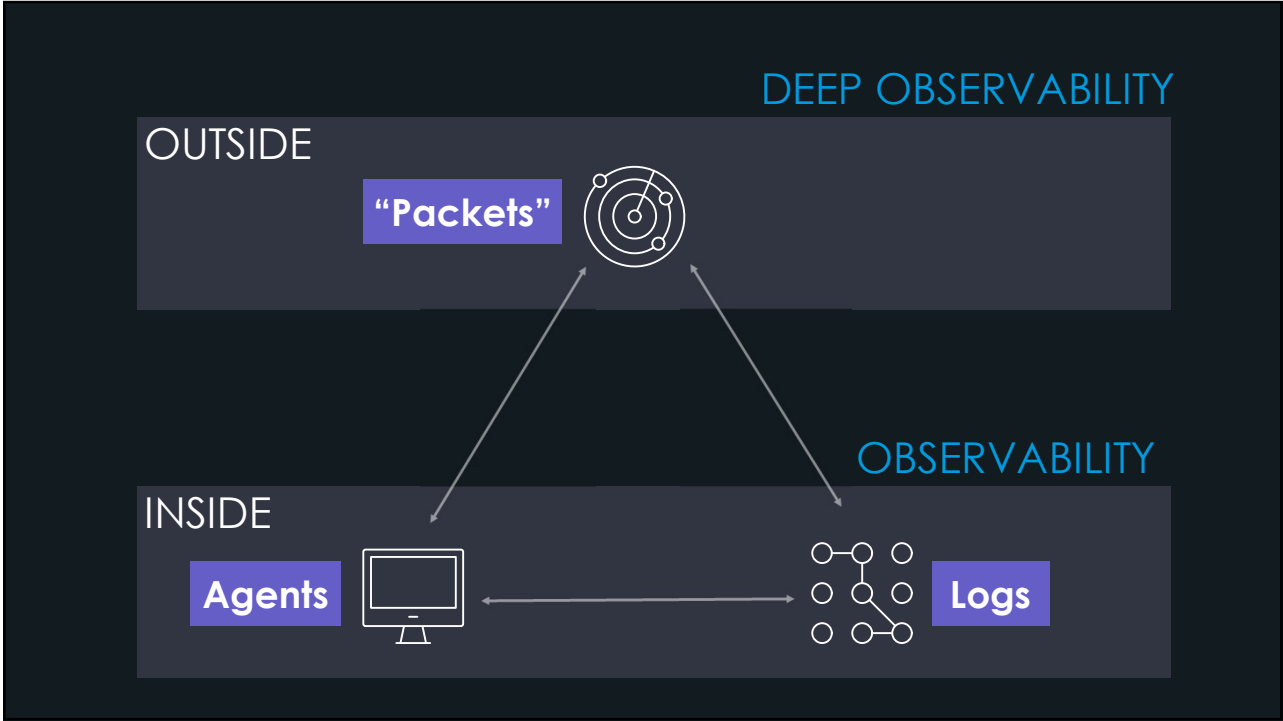 DEEP OBSERVABILITY
OUTSIDE
“Packets”
OBSERVABILITY
INSIDE
Agents
Logs